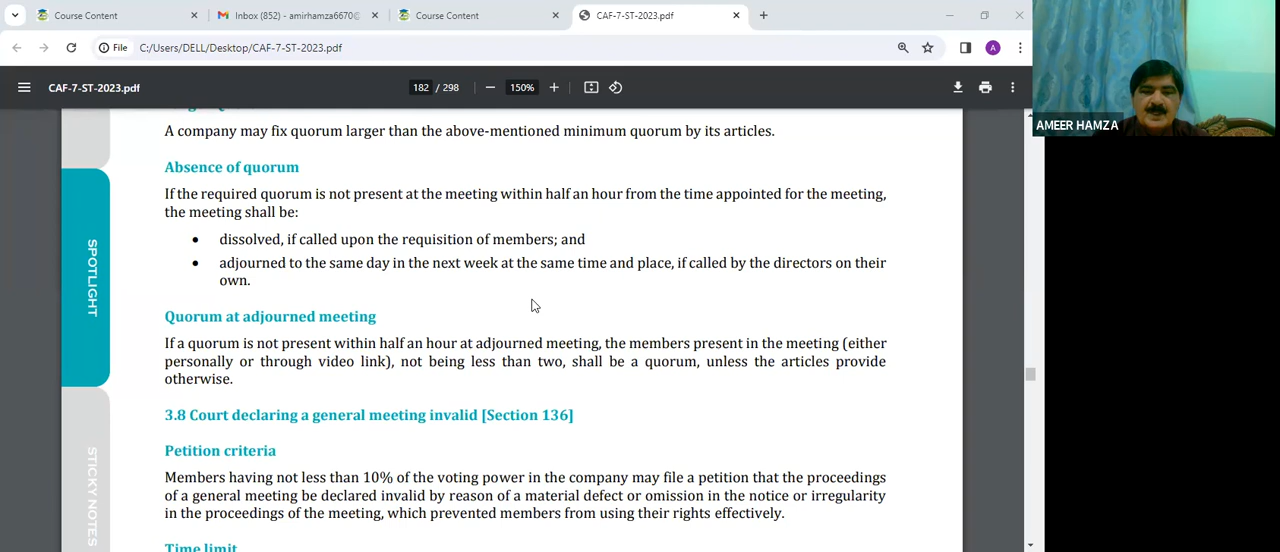 Course Content
Inbox (852) - amirhamza6670@
Course Content
CAF-7-ST-2023.pdf
File
C:/Users/DELL/Desktop/CAF-7-ST-2023.pdf
A
CAF-7-ST-2023.pdf
182 / 298
150%
AMEER HAMZA
A company may fix quorum larger than the above-mentioned minimum quorum by its articles.
Absence of quorum
If the required quorum is not present at the meeting within half an hour from the time appointed for the meeting,
the meeting shall be:
• dissolved, if called upon the requisition of members; and
• adjourned to the same day in the next week at the same time and place, if called by the directors on their
own.
SPOTLIGHT
Quorum at adjourned meeting
If a quorum is not present within half an hour at adjourned meeting, the members present in the meeting (either
personally or through video link), not being less than two, shall be a quorum, unless the articles provide
otherwise.
3.8 Court declaring a general meeting invalid [Section 136]
Petition criteria
Members having not less than 10% of the voting power in the company may file a petition that the proceedings
of a general meeting be declared invalid by reason of a material defect or omission in the notice or irregularity
in the proceedings of the meeting, which prevented members from using their rights effectively.
STICKY NOTES
Time limit